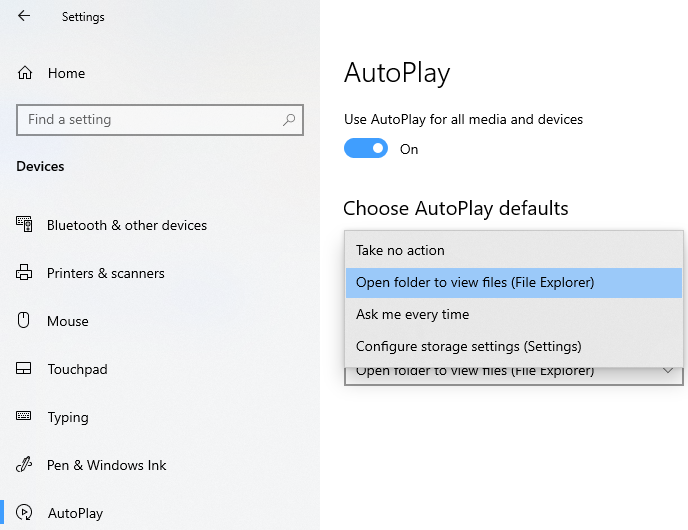 Settings
Home
Find a setting
Devices
Bluetooth & other devices
Printers & scanners
Mouse
Touchpad
Typing
Pen & Windows Ink
AutoPlay
AutoPlay
Use AutoPlay for all media and devices
On
Choose AutoPlay defaults
Take no action
Open folder to view files (File Explorer)
Ask me every time
Configure storage settings (Settings)
Open folder to view files (File Explorer)